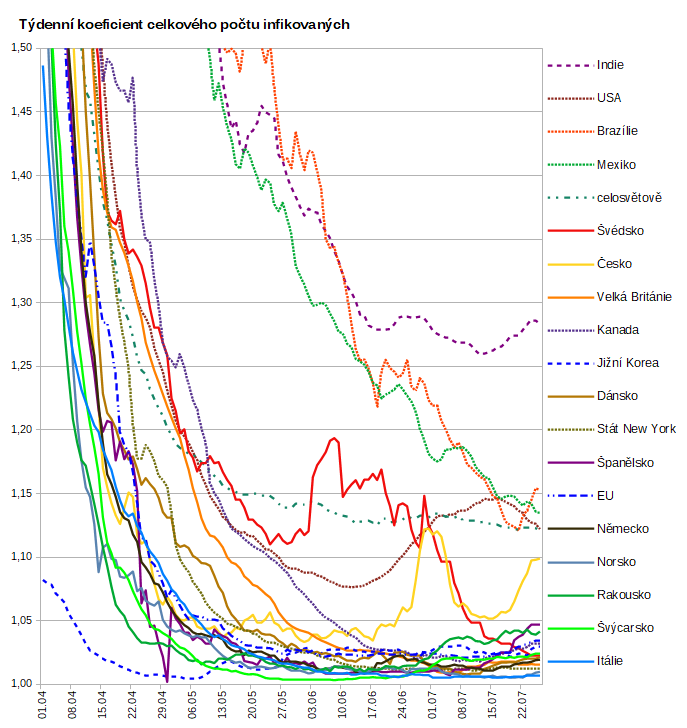 Týdenní koeficient celkového počtu infikovaných
1,50
1,45
1,40
1,35
1,30
1,25
1,20
1,15
1,10
1,05
1,00
01.04
08.04
15.04
22.04
29.04
06.05
13.05
20.05
27.05
03.06
10.06
17.06
24.06
01.07
08.07
15.07
22.07
Indie
USA
Brazílie
Mexiko
celosvětově
Švédsko
Česko
Velká Británie
Kanada
Jižní Korea
Dánsko
Stát New York
Španělsko
EU
Německo
Norsko
Rakousko
Švýcarsko
Itálie